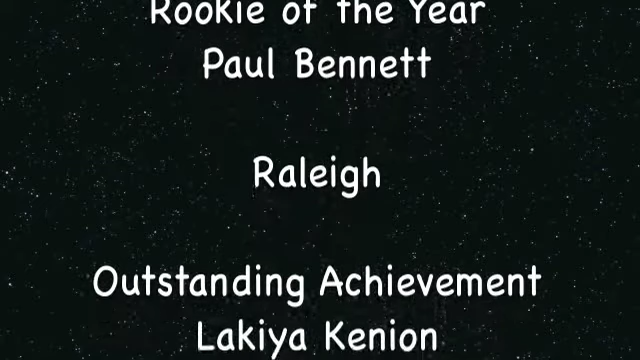 Rookie of the Year
Paul Bennett
Raleigh
Outstanding Achievement
Lakiya Kenion